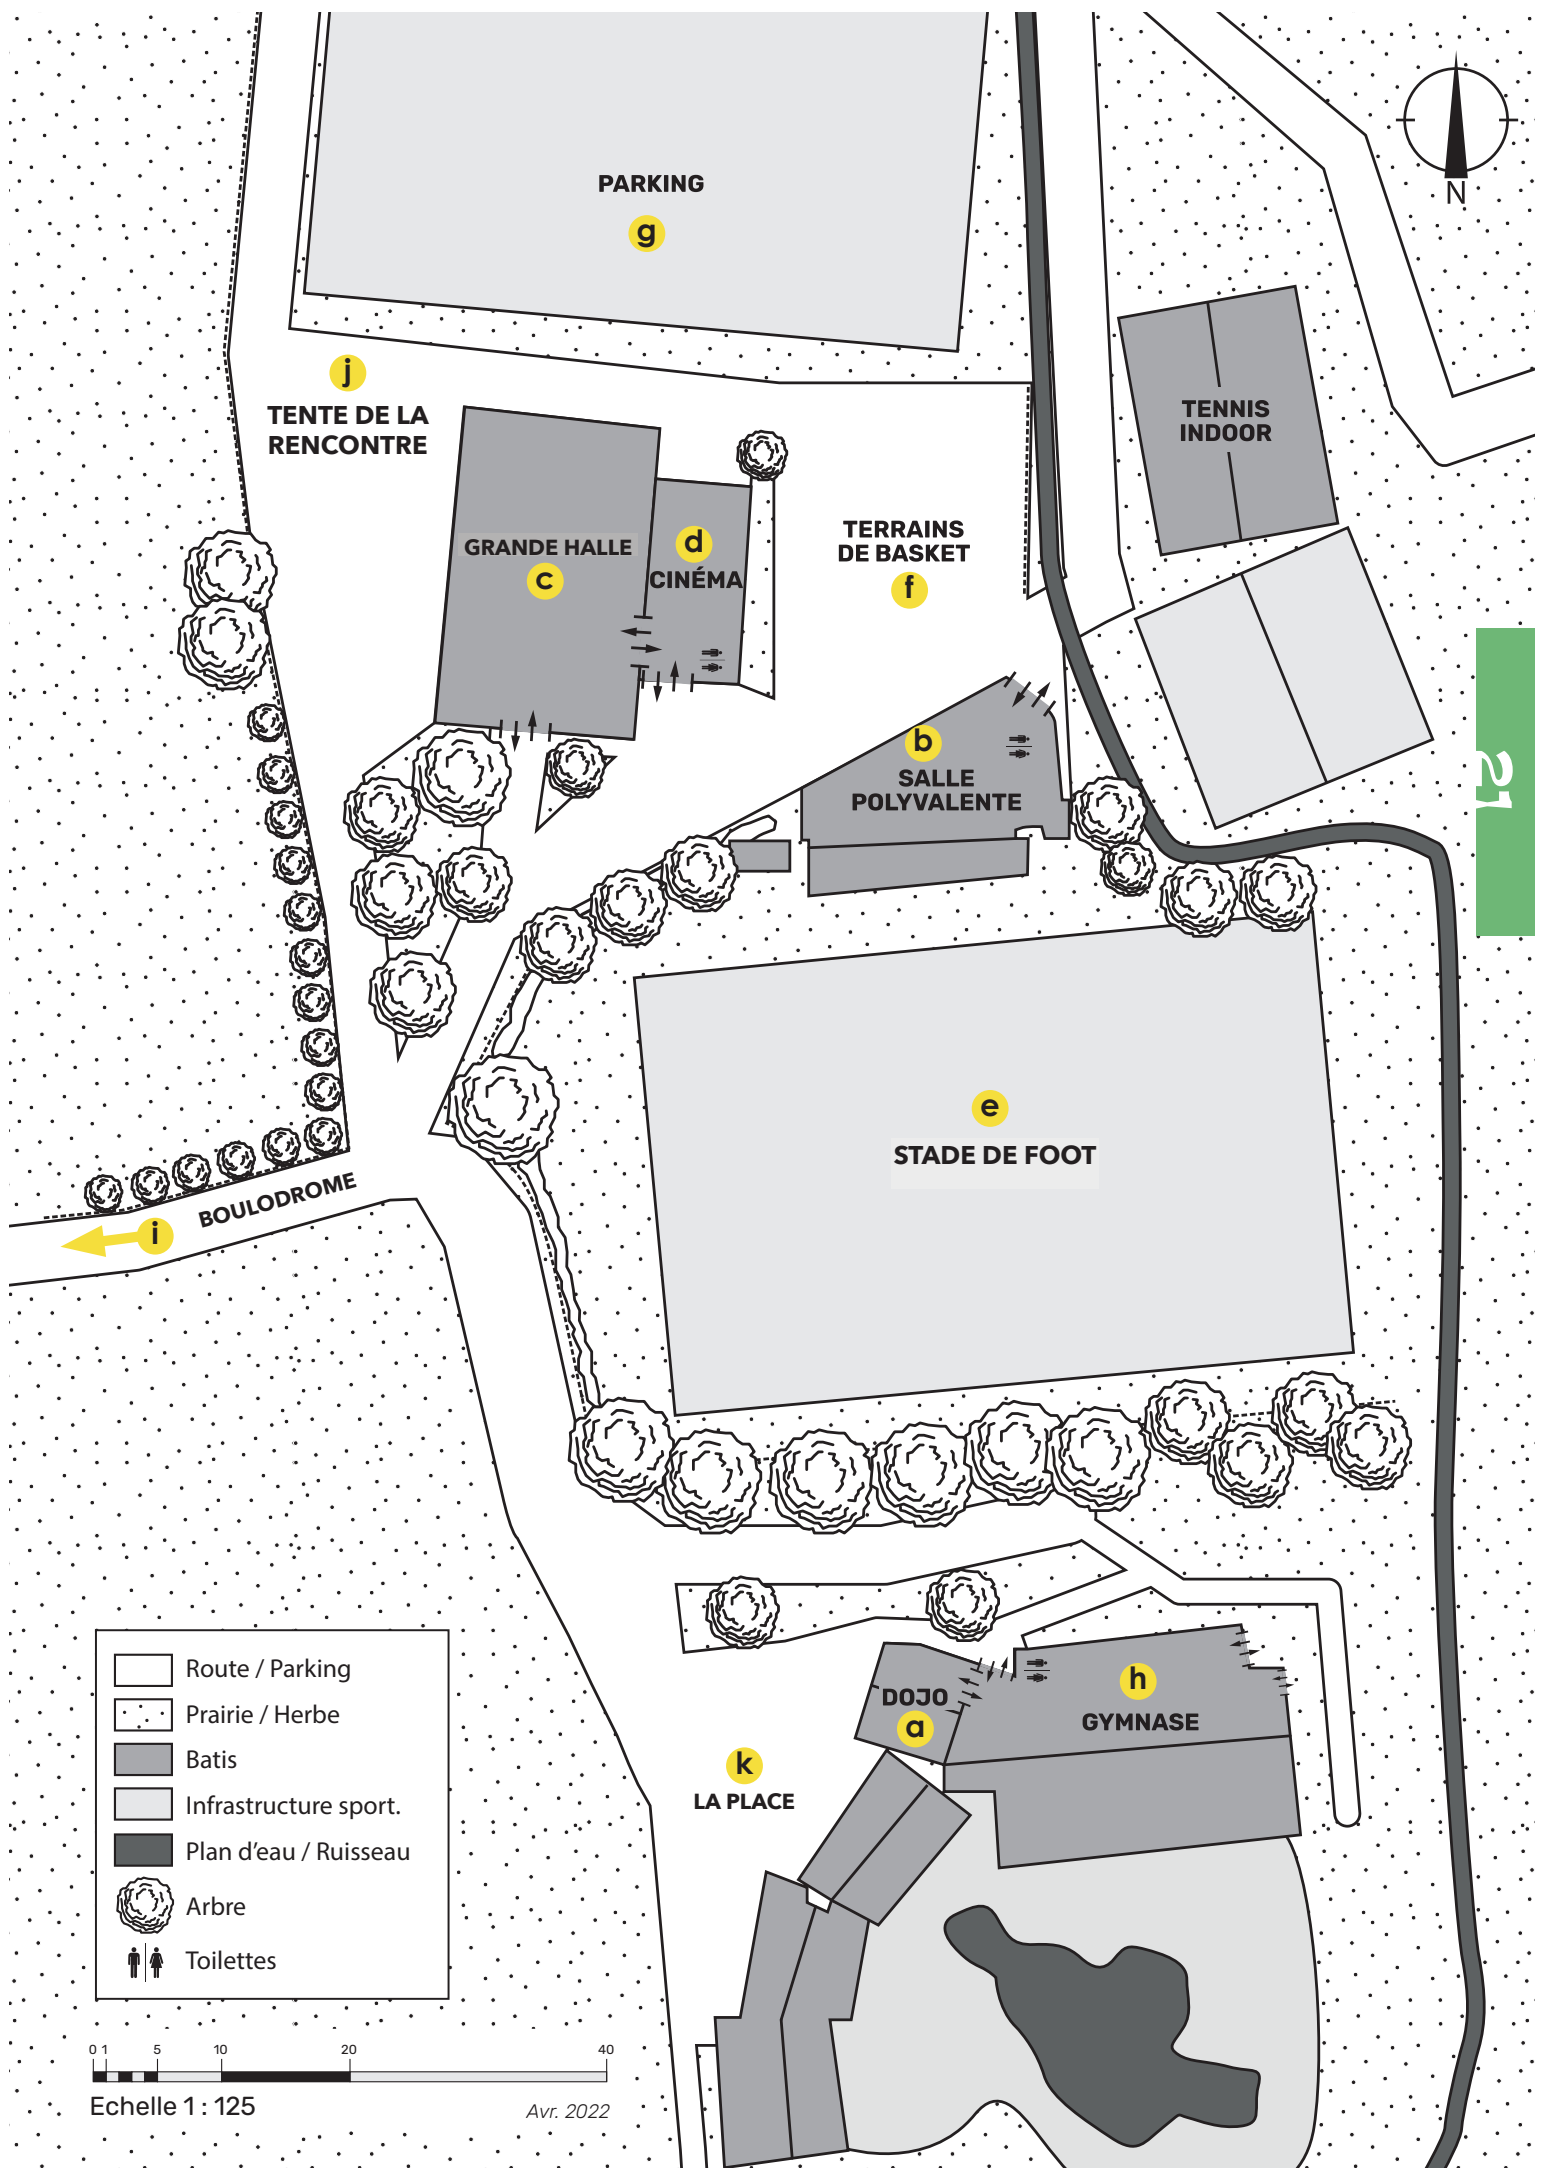 PARKING
g
N
j
TENTE DE LA
RENCONTRE
TENNIS
INDOOR
GRANDE HALLE
c
d
CINÉMA
TERRAINS
DE BASKET
f
b
SALLE
POLYVALENTE
21
e
STADE DE FOOT
BOULODROME
i
h
GYMNASE
DOJO
a
k
LA PLACE
Route / Parking
Prairie / Herbe
Batis
Infrastructure sport.
Plan d'eau / Ruisseau
Arbre
Toilettes
0 1 5 10 20 40
Echelle 1 : 125
Avr. 2022